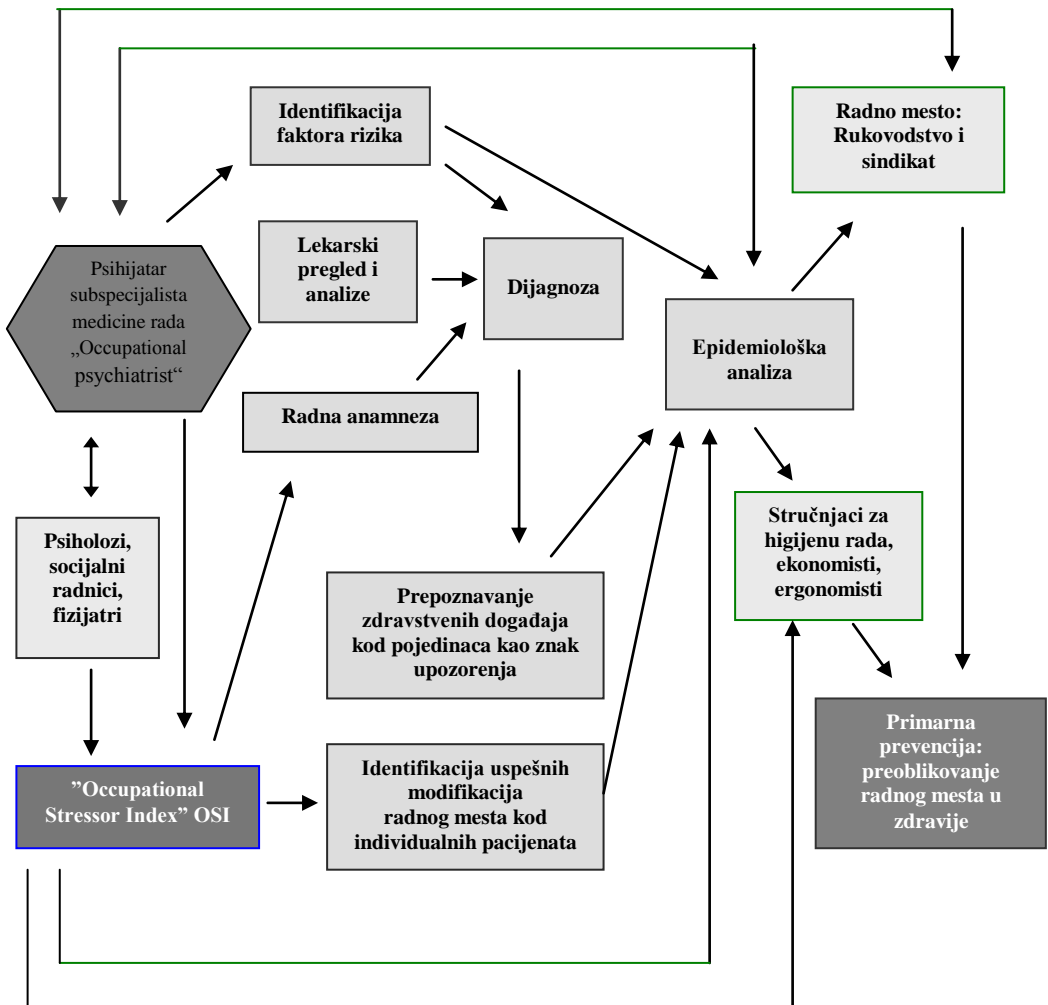 Identifikacija
faktora rizika
Radno mesto:
Rukovodstvo i
sindikat
Psihijatar
subspecijalista
medicine rada
„Occupational
psychiatrist“
Lekarski
pregled i
analize
Dijagnoza
Epidemiološka
analiza
Radna anamneza
Psiholozi,
socijalni
radnici,
fizijatri
Stručnjaci za
higijenu rada,
ekonomisti,
ergonomisti
Prepoznavanje
zdravstvenih događaja
kod pojedinaca kao znak
upozorenja
Primarna
prevencija:
preoblikovanje
radnog mesta u
zdravije
”Occupational
Stressor Index” OSI
Identifikacija uspešnih
modifikacija
radnog mesta kod
individualnih pacijenata